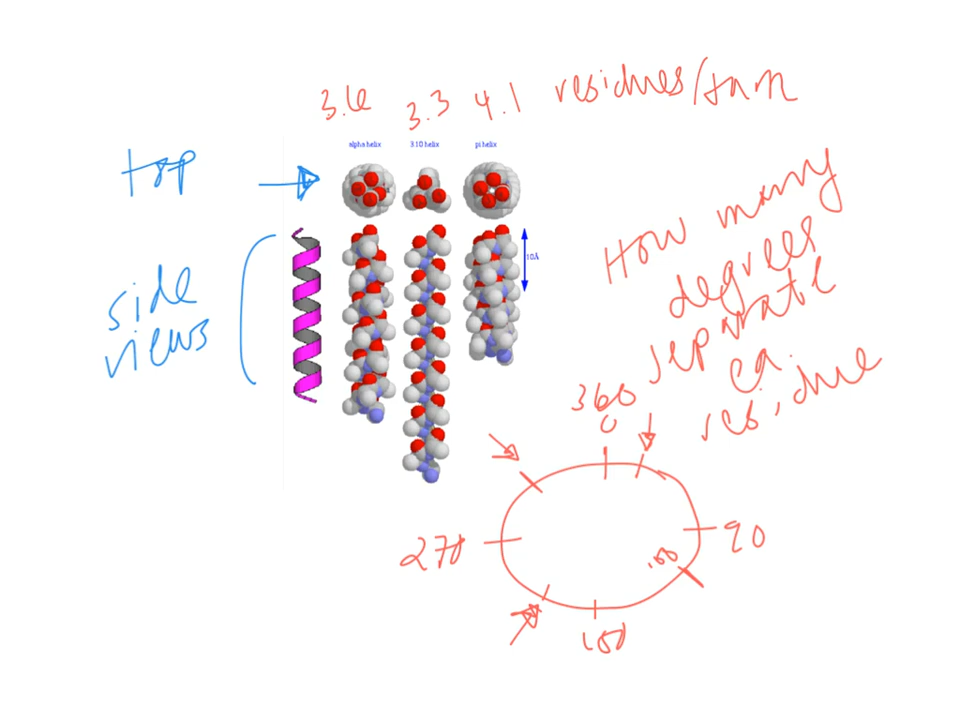 3.6 3.3 4.1 residues/turn
alpha helix 3.10 helix pi helix
top
10Å
side
views
How many
degrees
separate
ea.
residue
360
0
270
90
100
180